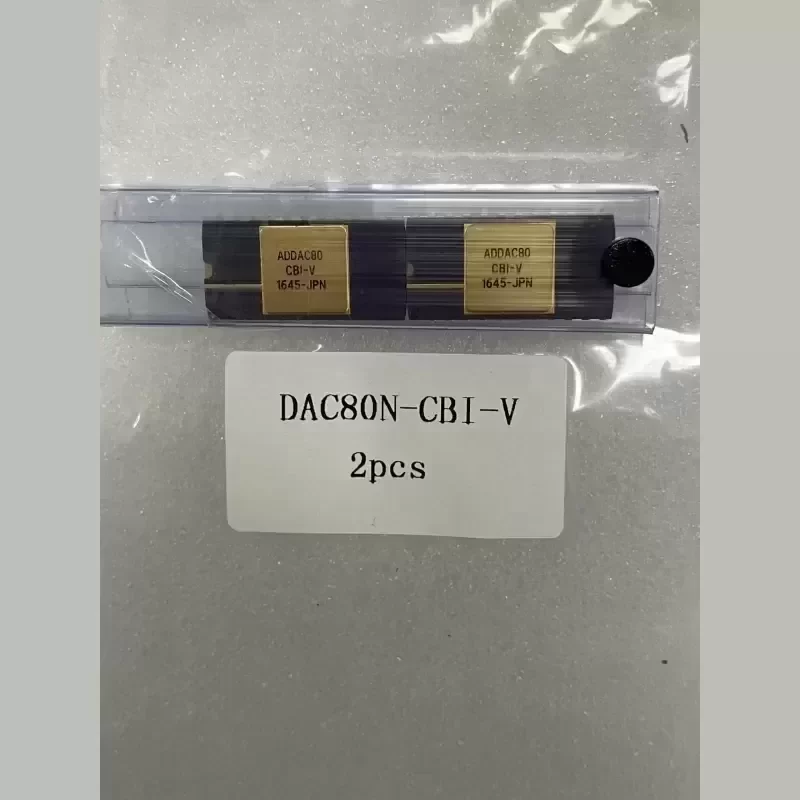 ADDAC80
CBI-V
1645-JPN
ADDAC80
CBI-V
1645-JPN
DAC80N-CBI-V
2pcs